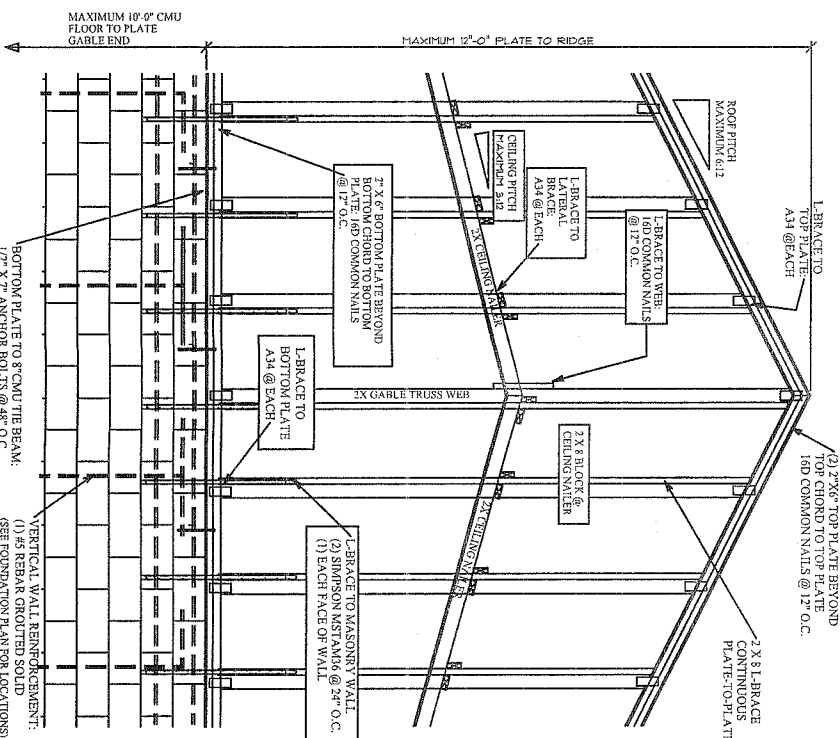 MAXIMUM 10'-0" CMU
FLOOR TO PLATE
GABLE END
MAXIMUM 12'-0" PLATE TO RIDGE
ROOF PITCH
MAXIMUM 6:12
L-BRACE TO
TOP PLATE:
A34 @EACH
CEILING PITCH
MAXIMUM 3:12
L-BRACE TO
LATERAL
BRACE:
A34 @ EACH
L-BRACE TO WEB:
16D COMMON NAILS
@ 12" O.C.
2" X 6" BOTTOM PLATE BEYOND
BOTTOM CHORD TO BOTTOM
PLATE: 16D COMMON NAILS
@ 12" O.C.
2X CEILING NAILER
(2) 2"X6" TOP PLATE BEYOND
TOP CHORD TO TOP PLATE
16D COMMON NAILS @ 12" O.C.
2X GABLE TRUSS WEB
L-BRACE TO
BOTTOM PLATE
A34 @ EACH
2 X 8 BLOCK @
CEILING NAILER
2X CEILING NAILER
2 X 8 L-BRACE
CONTINUOUS
PLATE-TO-PLATE
L-BRACE TO MASONRY WALL
(2) SIMPSON MSTAM36 @ 24" O.C.
(1) EACH FACE OF WALL
BOTTOM PLATE TO 8"CMU TIE BEAM:
1/2" X 7" ANCHOR BOLTS @ 48" O.C.
VERTICAL WALL REINFORCEMENT:
(1) #5 REBAR GROUTED SOLID
(SEE FOUNDATION PLAN FOR LOCATIONS)